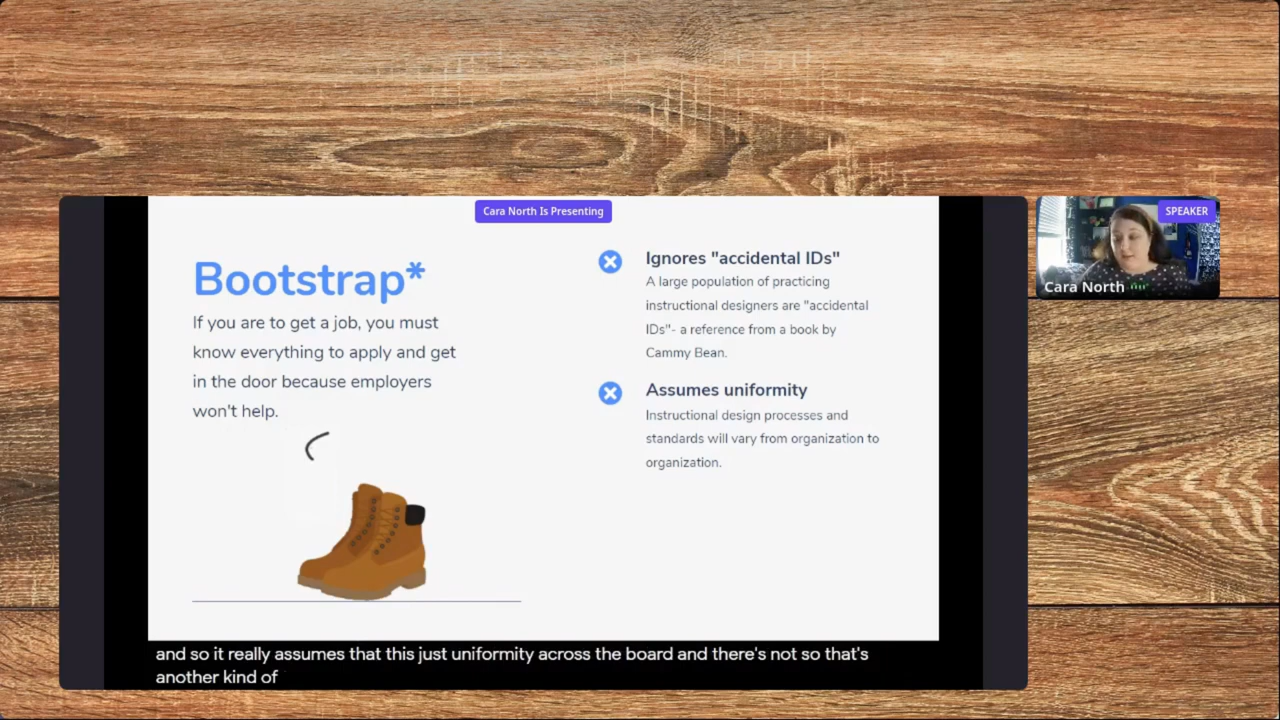 Cara North Is Presenting
SPEAKER
Cara North
Bootstrap*
If you are to get a job, you must
know everything to apply and get
in the door because employers
won't help.
Ignores "accidental IDs"
A large population of practicing
instructional designers are "accidental
IDs"- a reference from a book by
Cammy Bean.
Assumes uniformity
Instructional design processes and
standards will vary from organization to
organization.
and so it really assumes that this just uniformity across the board and there's not so that's
another kind of